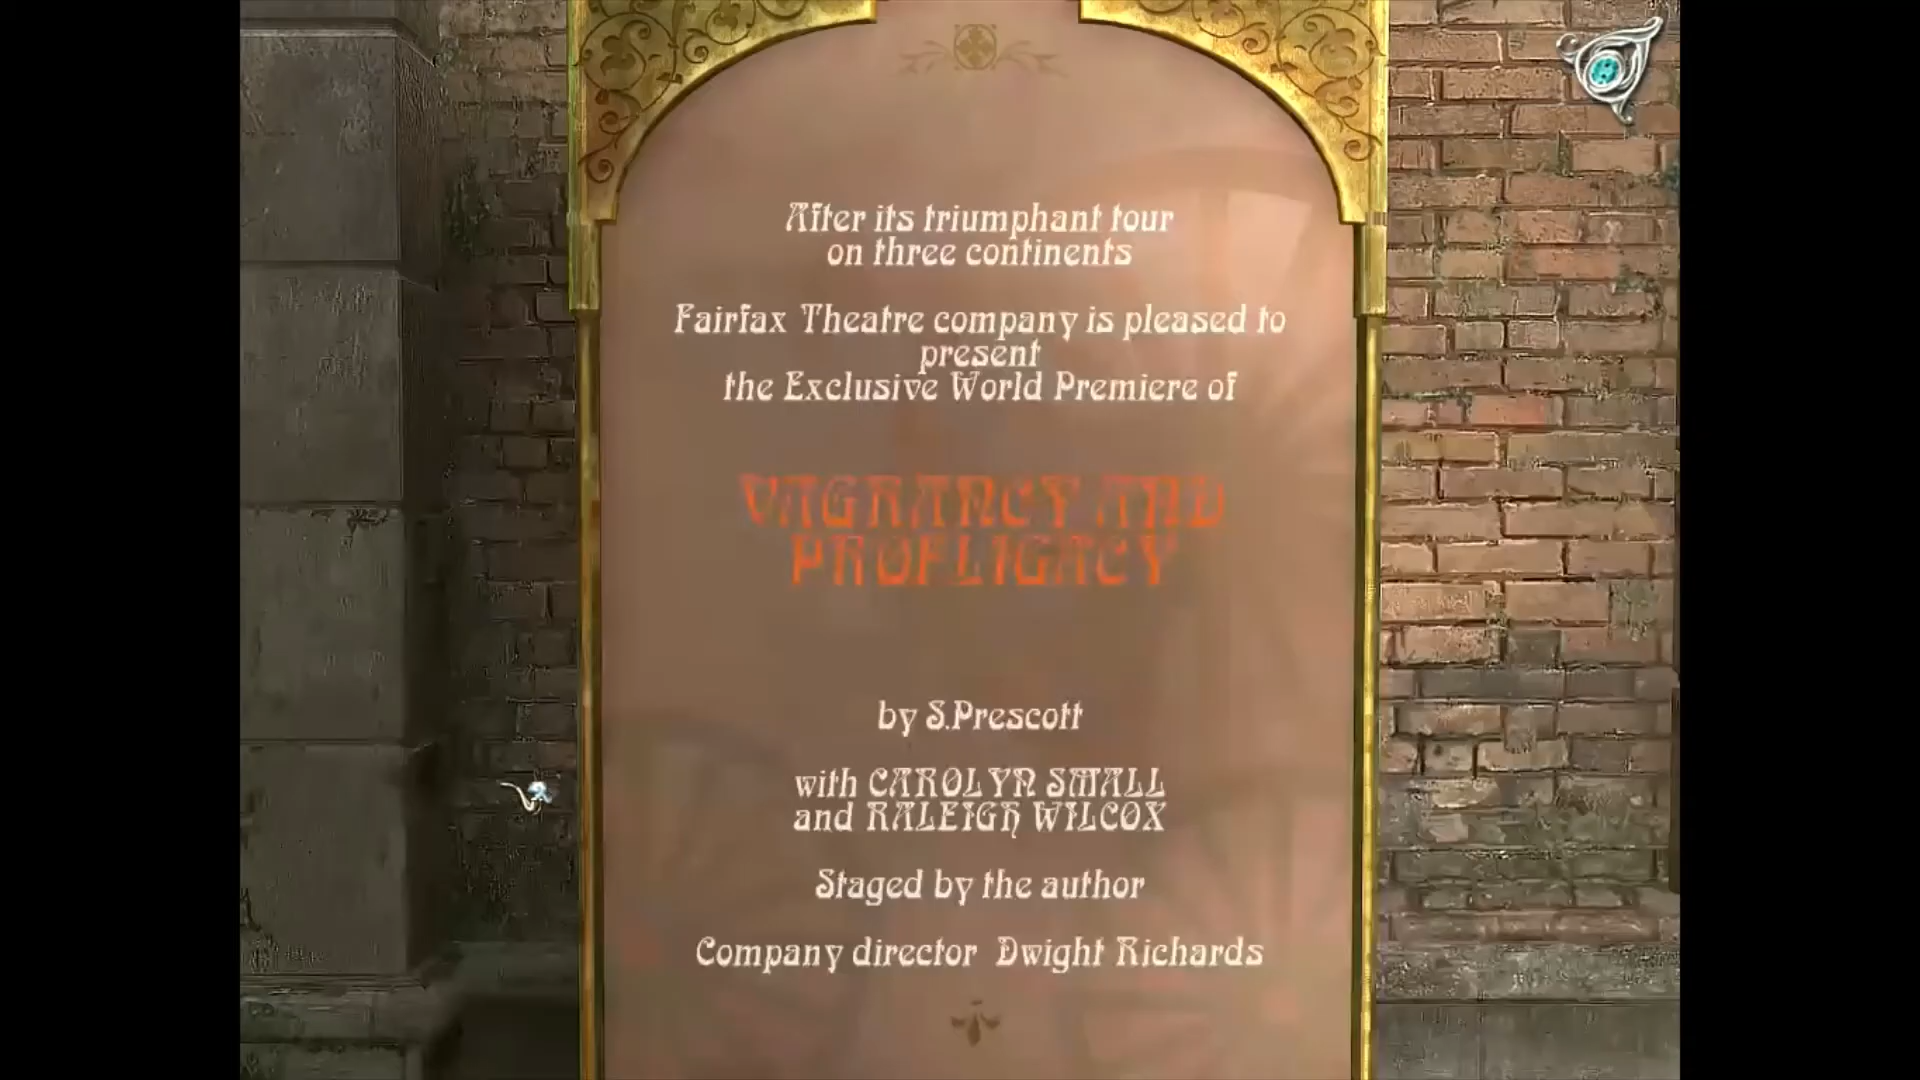 After its triumphant tour
on three continents
Fairfax Theatre company is pleased to
present
the Exclusive World Premiere of
VAGRANCY AND
PROFLIGACY
by S.Prescott
with CAROLYN SMALL
and RALEIGH WILCOX
Staged by the author
Company director Dwight Richards